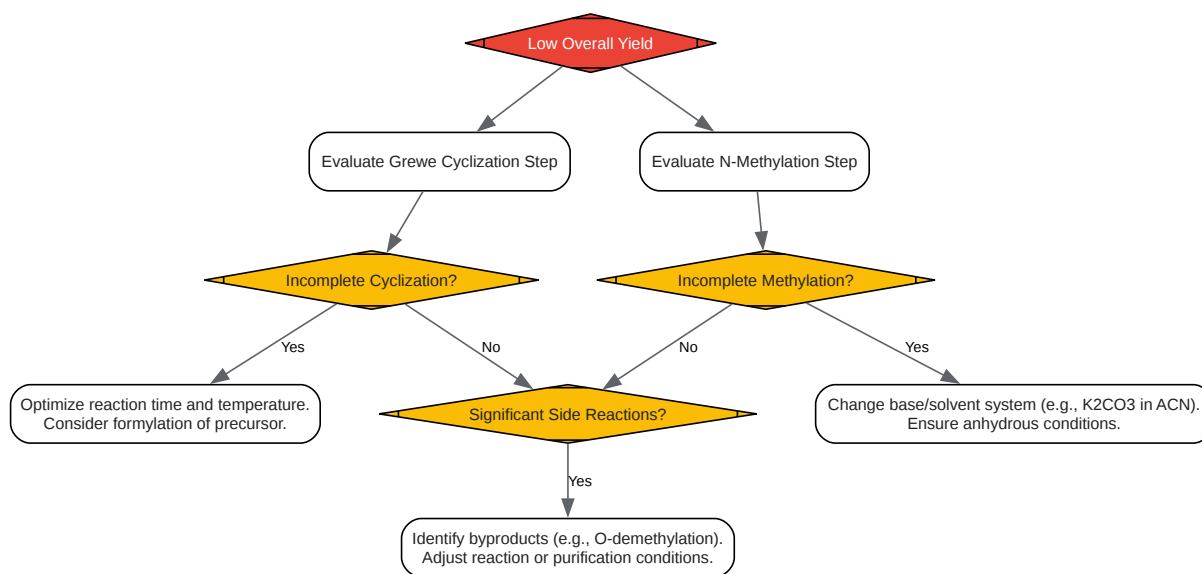 Low Overall Yield
Evaluate Grewe Cyclization Step
Evaluate N-Methylation Step
Incomplete Cyclization?
Incomplete Methylation?
Yes
No
No
Yes
Optimize reaction time and temperature.
Consider formylation of precursor.
Significant Side Reactions?
Change base/solvent system (e.g., K2CO3 in ACN).
Ensure anhydrous conditions.
Yes
Identify byproducts (e.g., O-demethylation).
Adjust reaction or purification conditions.